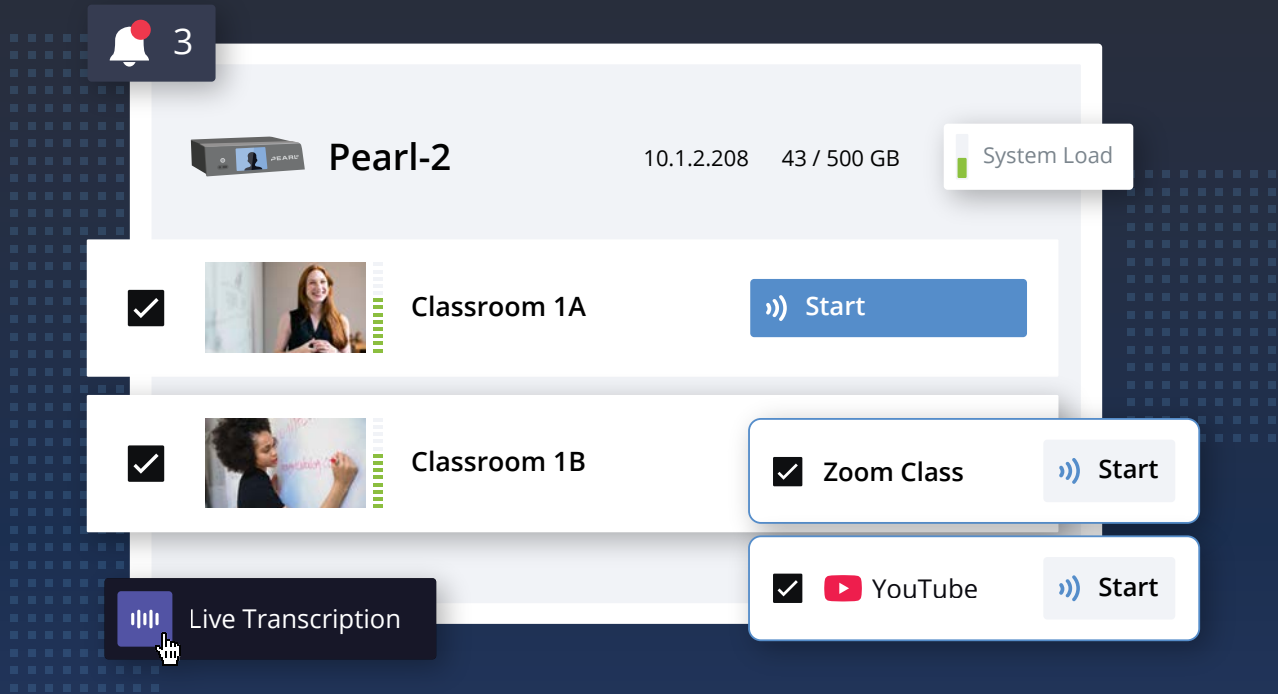 3
Pearl-2 10.1.2.208 43 / 500 GB System Load
PEARL
Classroom 1A Start
Classroom 1B
Zoom Class Start
YouTube Start
Live Transcription